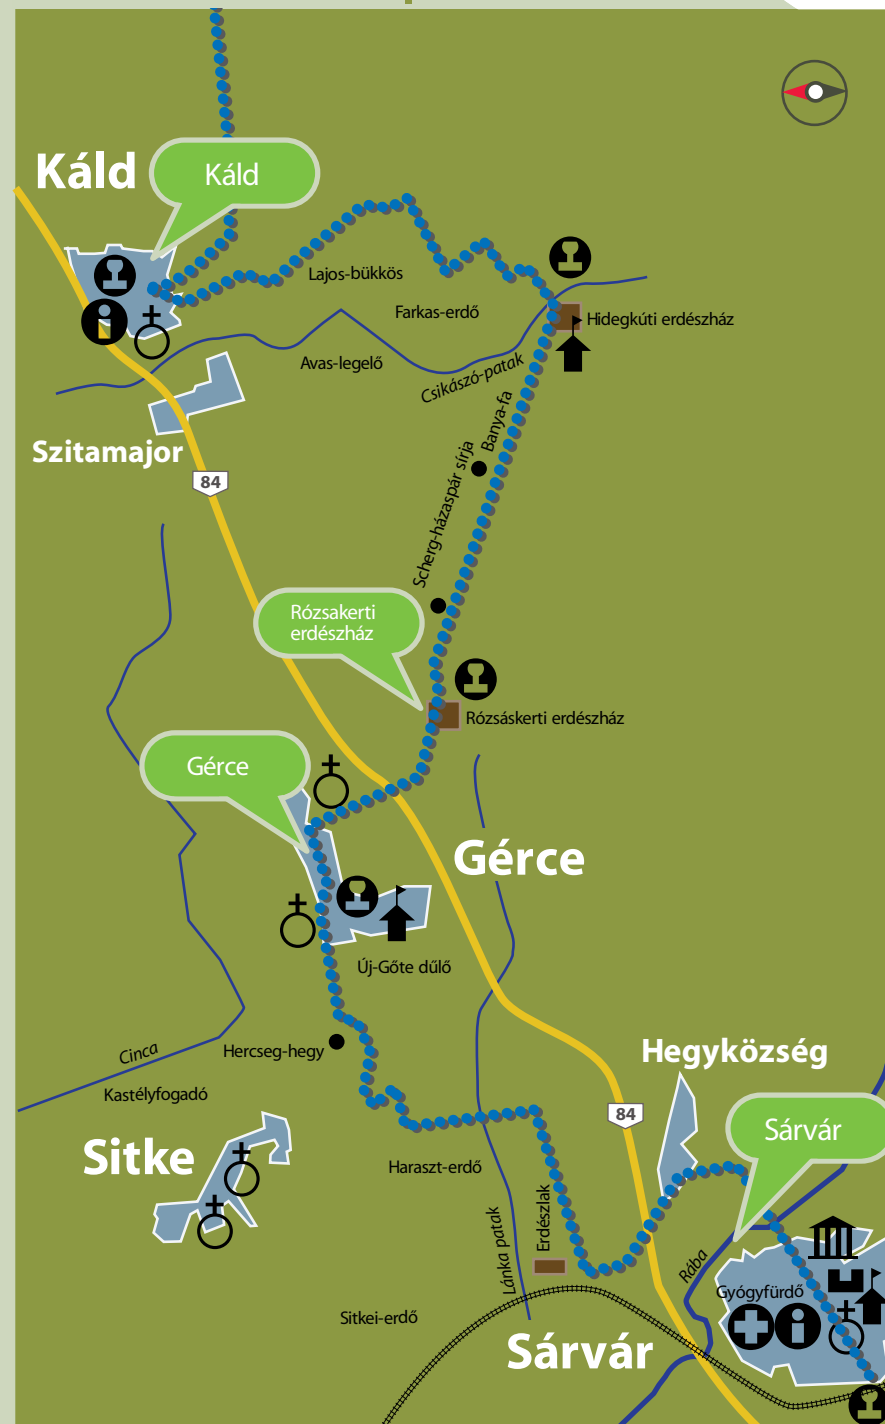 Káld
Káld
Lajos-bükkös
Farkas-erdő
Hidegkúti erdészház
Avas-legelő
Csikászó-patak
Banya-fa
Szitamajor
Scherg-házaspár sírja
84
Rózsakerti
erdészház
Rózsáskerti erdészház
Gérce
Gérce
Új-Gőte dűlő
Cinca
Hercseg-hegy
Hegyközség
Kastélyfogadó
84
Sárvár
Sitke
Haraszt-erdő
Erdészlak
Lánka patak
Rába
Gyógyfürdő
Sitkei-erdő
Sárvár